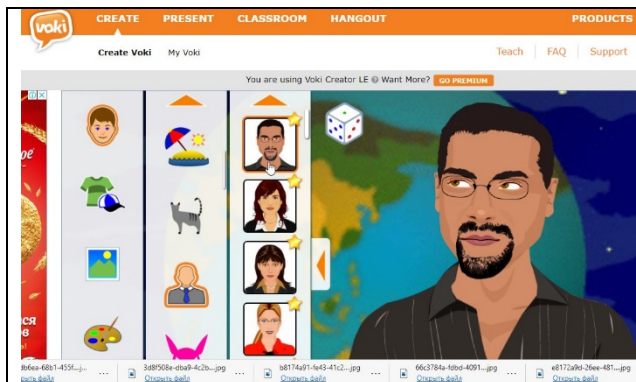 voki
CREATE PRESENT CLASSROOM HANGOUT PRODUCTS
Create Voki My Voki Teach FAQ Support
You are using Voki Creator LE Want More? GO PREMIUM
3d8f508e-dba9-4c2b....jpg ... b8174a91-fe43-41c2...jpg ... 66c3784a-fdbd-4091....jpg ... e8172a9d-26ee-481....jpg
Открыть файл Открыть файл Открыть файл Открыть файл